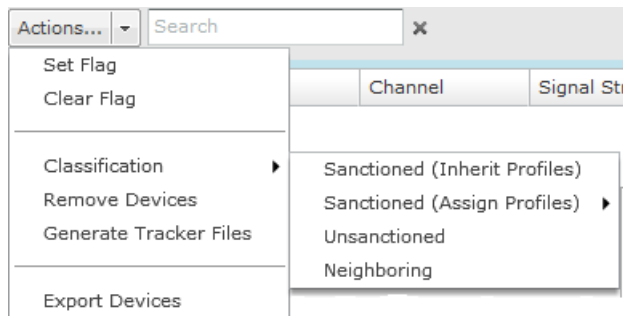 Actions... Search
Set Flag
Channel Signal Str
Clear Flag
Classification
Sanctioned (Inherit Profiles)
Remove Devices
Sanctioned (Assign Profiles)
Generate Tracker Files
Unsanctioned
Neighboring
Export Devices